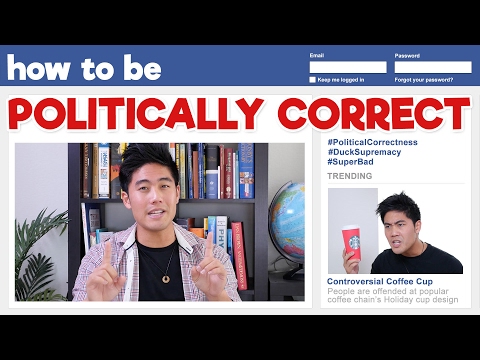 how to be
Email
Password
Keep me logged in
Forgot your password?
POLITICALLY CORRECT
#PoliticalCorrectness
#DuckSupremacy
#SuperBad
TRENDING
Controversial Coffee Cup
People are offended at popular
coffee chain's Holiday cup design